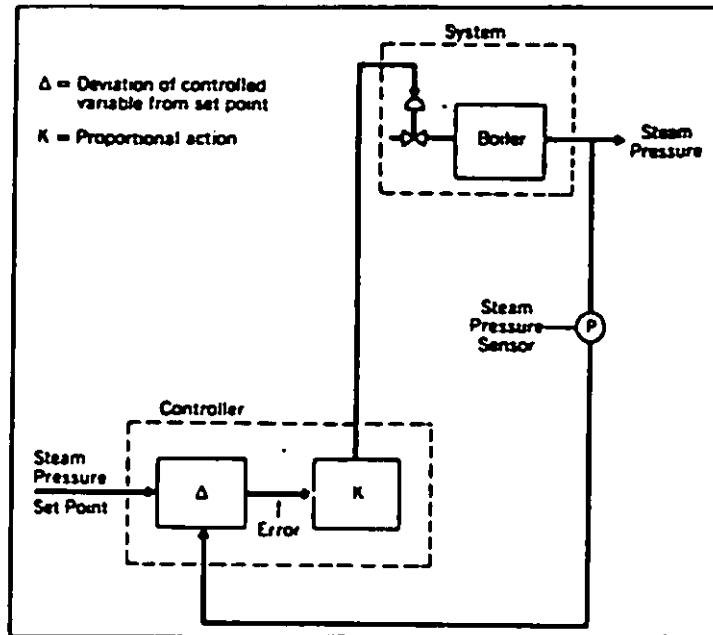 System
Δ = Deviation of controlled
variable from set point
K = Proportional action
Boiler
Steam
Pressure
Steam
Pressure
Sensor
P
Controller
Steam
Pressure
Set Point
Δ
K
Error